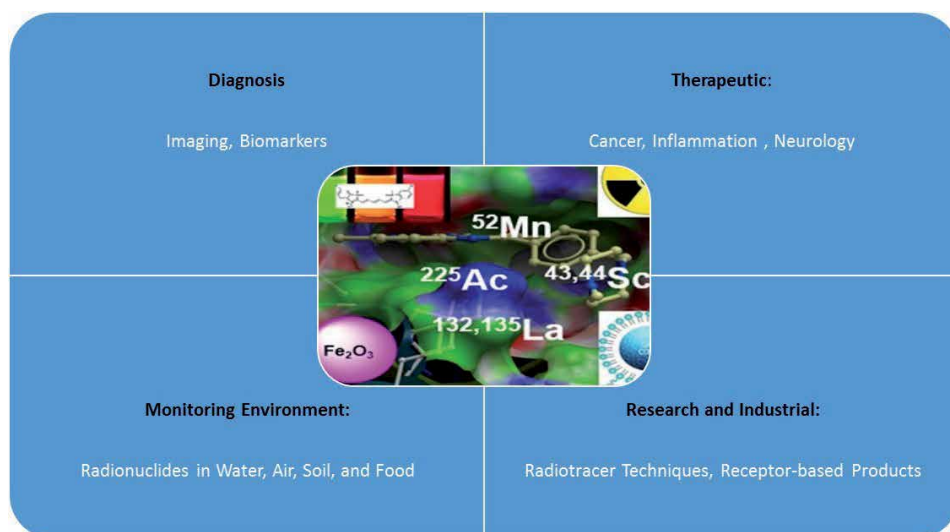 Diagnosis
Imaging, Biomarkers
Therapeutic:
Cancer, Inflammation , Neurology
⁵²Mn
²²⁵Ac
⁴³,⁴⁴Sc
¹³²,¹³⁵La
Fe₂O₃
Monitoring Environment:
Radionuclides in Water, Air, Soil, and Food
Research and Industrial:
Radiotracer Techniques, Receptor-based Products